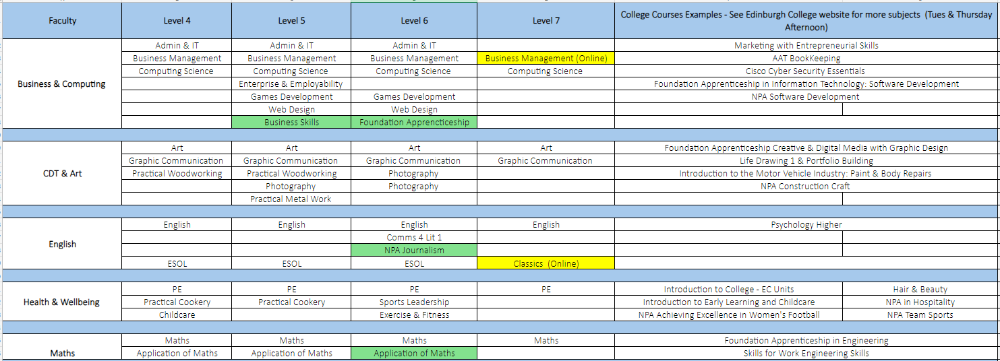 Faculty Level 4 Level 5 Level 6 Level 7 College Courses Examples - See Edinburgh College website for more subjects (Tues & Thursday
Afternoon)
Admin & IT Admin & IT Admin & IT Marketing with Entrepreneurial Skills
Business Management Business Management Business Management Business Management (Online) AAT BookKeeping
Computing Science Computing Science Computing Science Computing Science Cisco Cyber Security Essentials
Business & Computing Enterprise & Employability Foundation Apprenticeship in Information Technology: Software Development
Games Development Games Development NPA Software Development
Web Design Web Design
Business Skills Foundation Apprencticeship
Art Art Art Art Foundation Apprenticeship Creative & Digital Media with Graphic Design
Graphic Communication Graphic Communication Graphic Communication Graphic Communication Life Drawing 1 & Portfolio Building
CDT & Art Practical Woodworking Practical Woodworking Photography Introduction to the Motor Vehicle Industry: Paint & Body Repairs
Photography Photography NPA Construction Craft
Practical Metal Work
English English English English Psychology Higher
English Comms 4 Lit 1
NPA Journalism
ESOL ESOL ESOL Classics (Online)
PE PE PE PE Introduction to College - EC Units Hair & Beauty
Health & Wellbeing Practical Cookery Practical Cookery Sports Leadership Introduction to Early Learning and Childcare NPA in Hospitality
Childcare Exercise & Fitness NPA Achieving Excellence in Women's Football NPA Team Sports
Maths Maths Maths Maths Foundation Apprenticeship in Engineering
Maths Application of Maths Application of Maths Application of Maths Skills for Work Engineering Skills